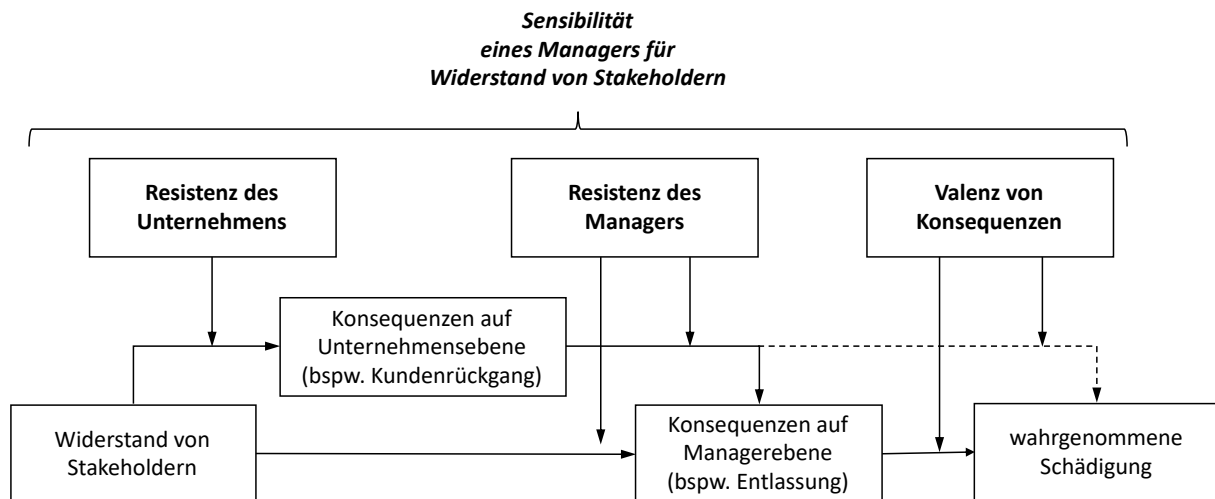 Sensibilität
eines Managers für
Widerstand von Stakeholdern
Resistenz des
Unternehmens
Resistenz des
Managers
Valenz von
Konsequenzen
Konsequenzen auf
Unternehmensebene
(bspw. Kundenrückgang)
Widerstand von
Stakeholdern
Konsequenzen auf
Managerebene
(bspw. Entlassung)
wahrgenommene
Schädigung